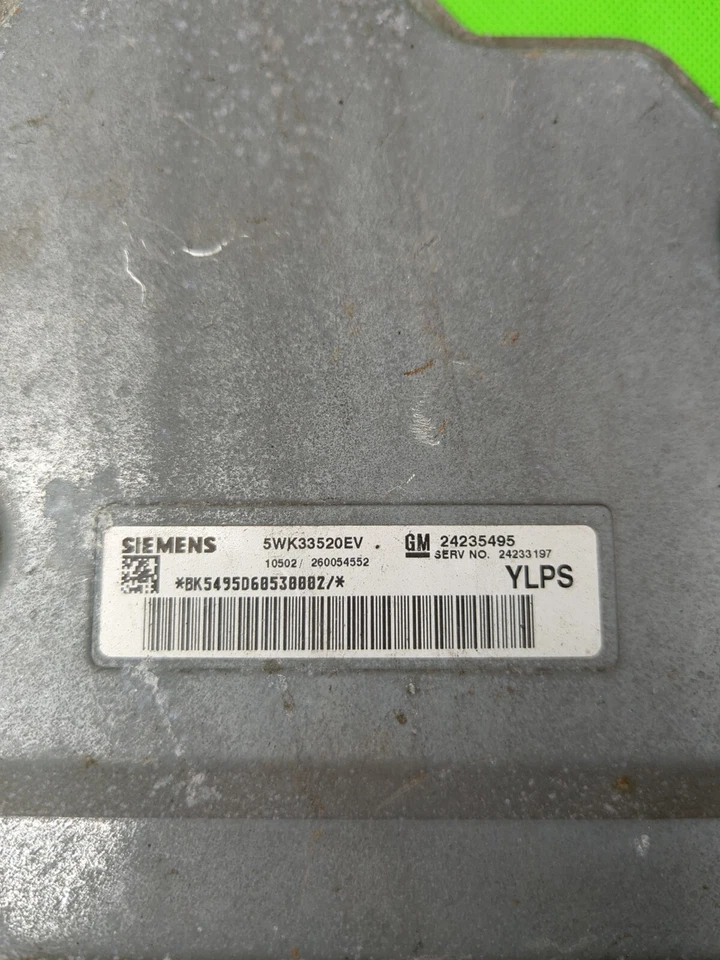 SIEMENS 5WK33520EV . GM 24235495
10502/ 260054552 SERV NO. 24233197
*BK5495D60530002/* YLPS